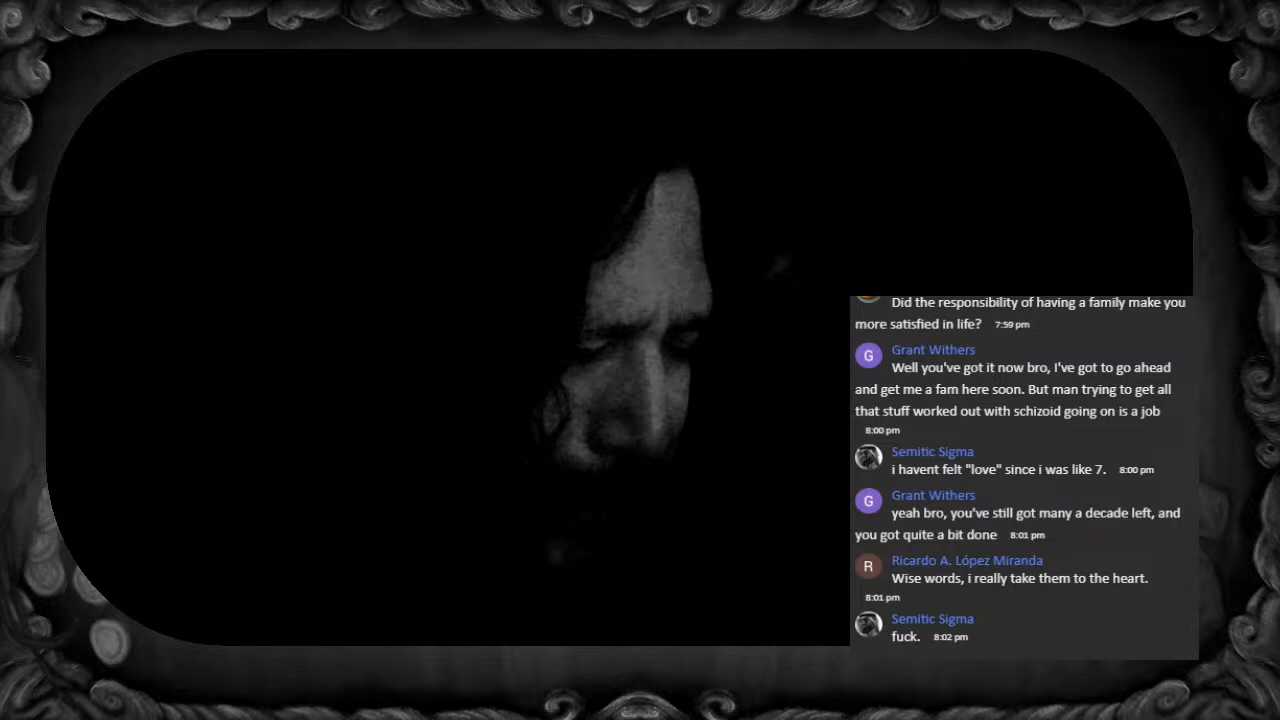 Did the responsibility of having a family make you
more satisfied in life? 7:59 pm
G Grant Withers
Well you've got it now bro, I've got to go ahead
and get me a fam here soon. But man trying to get all
that stuff worked out with schizoid going on is a job
8:00 pm
Semitic Sigma
i havent felt "love" since i was like 7. 8:00 pm
G Grant Withers
yeah bro, you've still got many a decade left, and
you got quite a bit done 8:01 pm
R Ricardo A. López Miranda
Wise words, i really take them to the heart.
8:01 pm
Semitic Sigma
fuck. 8:02 pm